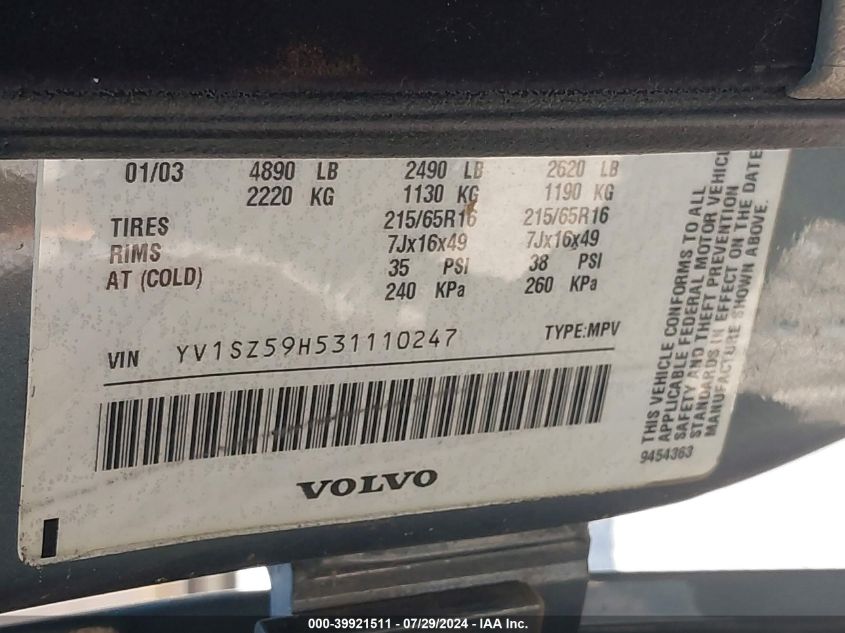 01/03 4890 LB 2490 LB 2620 LB
2220 KG 1130 KG 1190 KG
TIRES 215/65R16 215/65R16
RIMS 7Jx16x49 7Jx16x49
AT (COLD) 35 PSI 38 PSI
240 KPa 260 KPa
VIN YV1SZ59H531110247 TYPE:MPV
VOLVO
THIS VEHICLE CONFORMS TO ALL
APPLICABLE FEDERAL MOTOR VEHICLE
SAFETY AND THEFT PREVENTION
STANDARDS IN EFFECT ON THE DATE
MANUFACTURE SHOWN ABOVE.
9454363
000-39921511 / 07/29/2024 - IAA Inc.